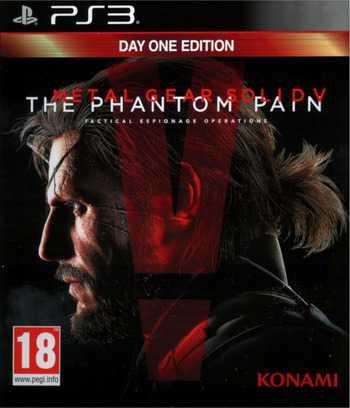 PS3
DAY ONE EDITION
METAL GEAR SOLID V
THE PHANTOM PAIN
TACTICAL ESPIONAGE OPERATIONS
18
www.pegi.info
KONAMI